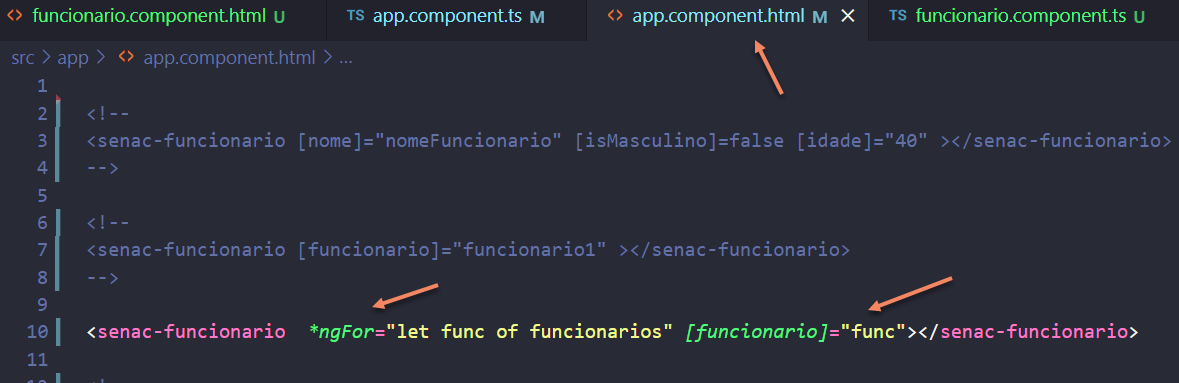 <> funcionario.component.html U TS app.component.ts M <> app.component.html M × TS funcionario.component.ts U
src > app > <> app.component.html > ...
1
2 <!--
3 <senac-funcionario [nome]="nomeFuncionario" [isMasculino]=false [idade]="40" ></senac-funcionario>
4 -->
5
6 <!--
7 <senac-funcionario [funcionario]="funcionario1" ></senac-funcionario>
8 -->
9
10 <senac-funcionario  *ngFor="let func of funcionarios" [funcionario]="func"></senac-funcionario>
11